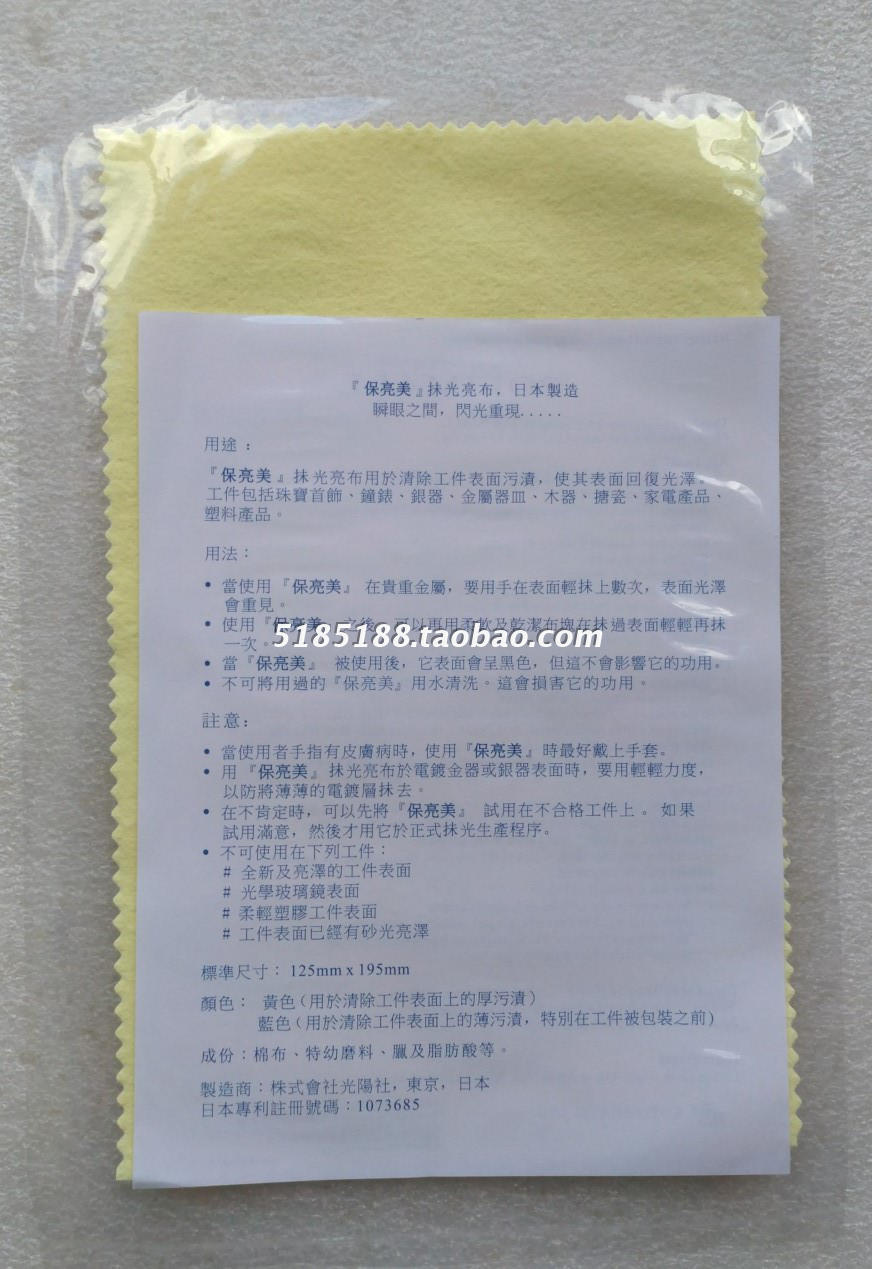 『保亮美』抹光亮布，日本製造
瞬眼之間，閃光重現.....
用途：
『保亮美』抹光亮布用於清除工件表面污漬，使其表面回復光澤。
工件包括珠寶首飾、鐘錶、銀器、金屬器皿、木器、搪瓷、家電產品、
塑料產品。
用法：
• 當使用『保亮美』 在貴重金屬，要用手在表面輕抹上數次，表面光澤
會重見。
• 使用『保亮美』之後，可以再用柔軟及乾潔布塊在抹過表面輕輕再抹
一次。
5185188.taobao.com
• 當『保亮美』 被使用後，它表面會呈黑色，但這不會影響它的功用。
• 不可將用過的『保亮美』用水清洗。這會損害它的功用。
註意：
• 當使用者手指有皮膚病時，使用『保亮美』時最好戴上手套。
• 用『保亮美』抹光亮布於電鍍金器或銀器表面時，要用輕輕力度，
以防將薄薄的電鍍層抹去。
• 在不肯定時，可以先將『保亮美』 試用在不合格工件上。如果
試用滿意，然後才用它於正式抹光生產程序。
• 不可使用在下列工件：
# 全新及亮澤的工件表面
# 光學玻璃鏡表面
# 柔輕塑膠工件表面
# 工件表面已經有砂光亮澤
標準尺寸：125mm x 195mm
顏色： 黃色（用於清除工件表面上的厚污漬）
藍色（用於清除工件表面上的薄污漬，特別在工件被包裝之前）
成份：棉布、特幼磨料、臘及脂肪酸等。
製造商：株式會社光陽社，東京，日本
日本專利註冊號碼：1073685